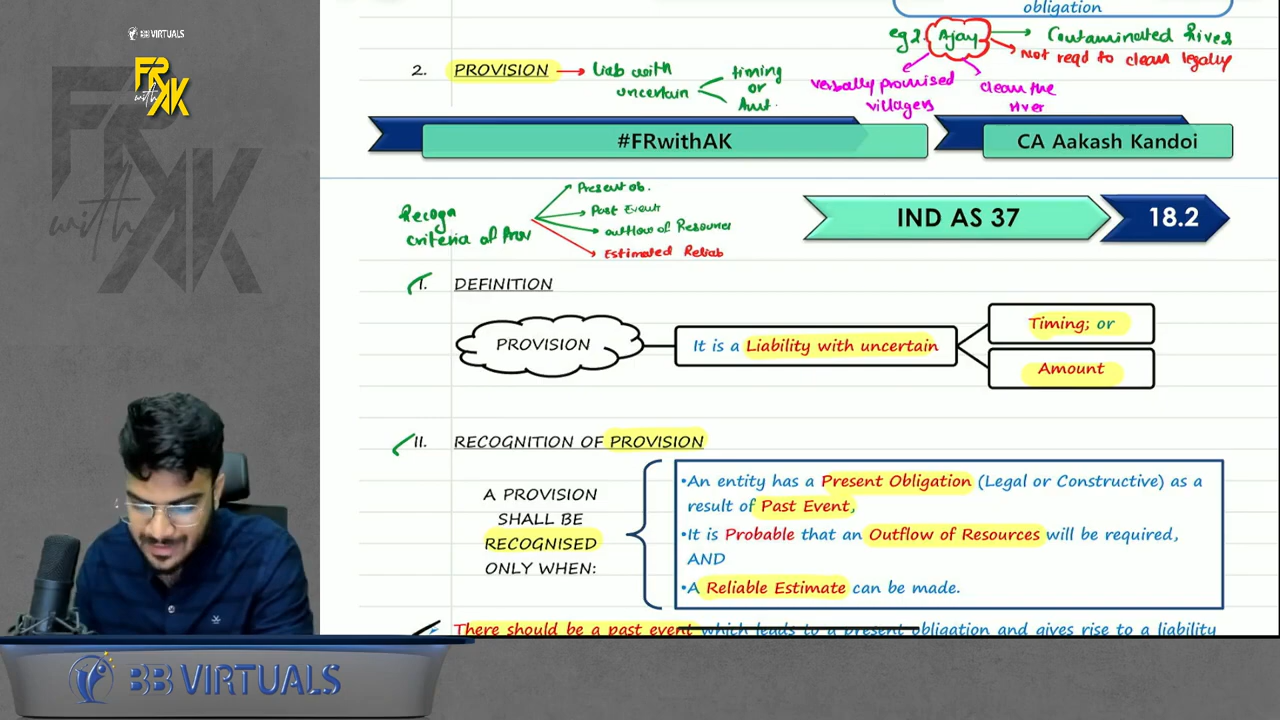 BB VIRTUALS
FR
with
AK
FR
with
AK
obligation
eg 2. Ajay
Contaminated River
Not reqd to clean legally
verbally promised
villagers
clean the
river
2. PROVISION
Liab with
uncertain
timing
or
Amt.
#FRwithAK
CA Aakash Kandoi
Recogn
criteria of Prov
Present ob.
Past Event
outflow of Resources
Estimated Reliab
IND AS 37
18.2
I. DEFINITION
PROVISION
It is a Liability with uncertain
Timing; or
Amount
II. RECOGNITION OF PROVISION
A PROVISION
SHALL BE
RECOGNISED
ONLY WHEN:
•An entity has a Present Obligation (Legal or Constructive) as a
result of Past Event,
•It is Probable that an Outflow of Resources will be required,
AND
•A Reliable Estimate can be made.
There should be a past event which leads to a present obligation and gives rise to a liability
BB VIRTUALS